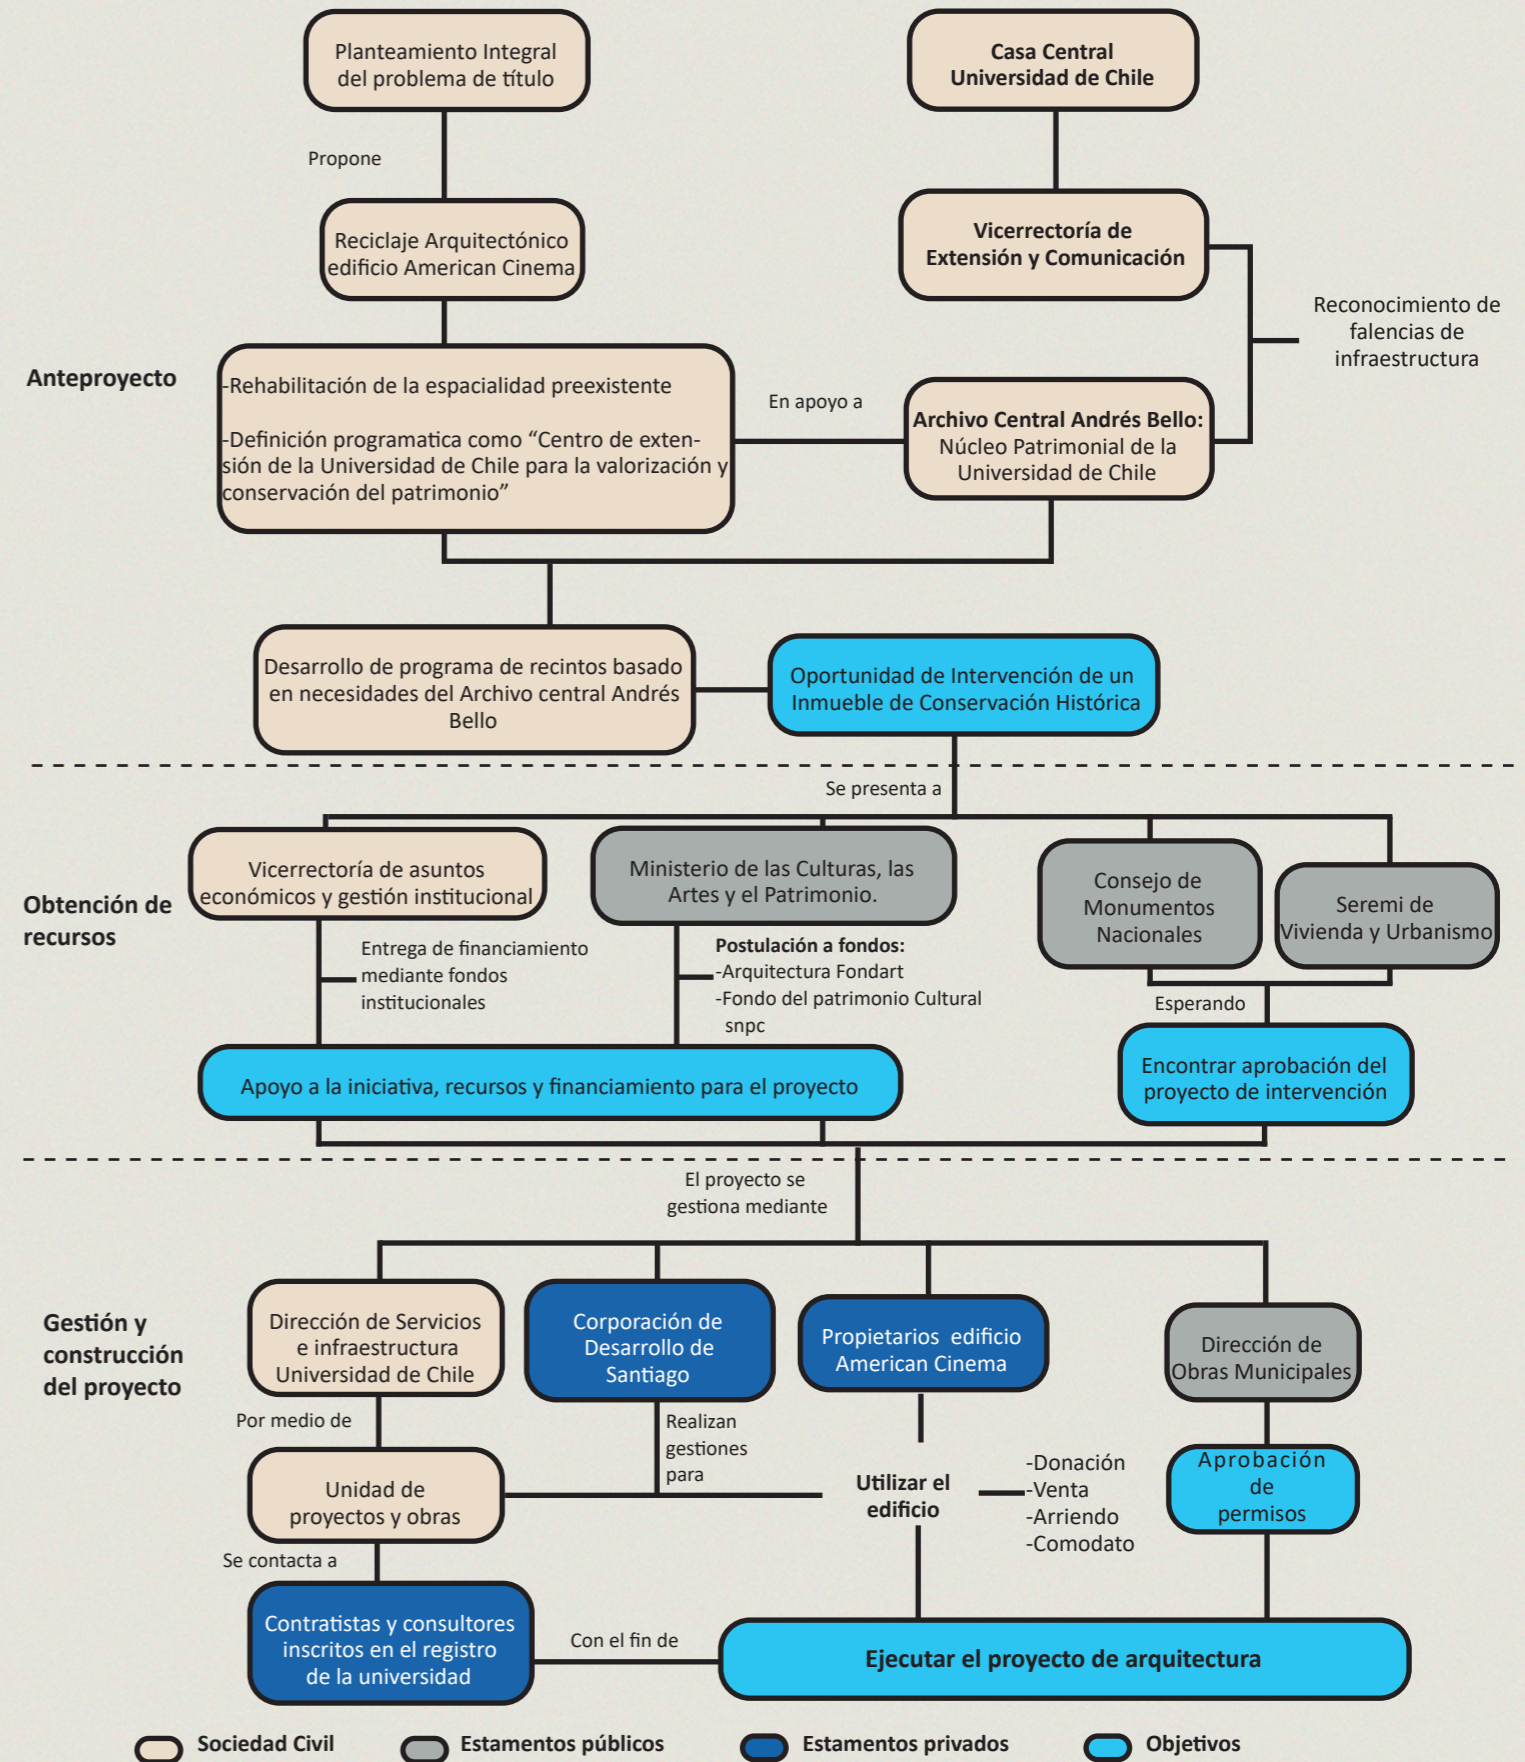 Planteamiento Integral
del problema de título
Casa Central
Universidad de Chile
Propone
Reciclaje Arquitectónico
edificio American Cinema
Vicerrectoría de
Extensión y Comunicación
Reconocimiento de
falencias de
infraestructura
Anteproyecto
-Rehabilitación de la espacialidad preexistente
-Definición programatica como “Centro de exten-
sión de la Universidad de Chile para la valorización y
conservación del patrimonio”
En apoyo a
Archivo Central Andrés Bello:
Núcleo Patrimonial de la
Universidad de Chile
Desarrollo de programa de recintos basado
en necesidades del Archivo central Andrés
Bello
Oportunidad de Intervención de un
Inmueble de Conservación Histórica
Se presenta a
Obtención de
recursos
Vicerrectoría de asuntos
económicos y gestión institucional
Ministerio de las Culturas, las
Artes y el Patrimonio.
Consejo de
Monumentos
Nacionales
Seremi de
Vivienda y Urbanismo
Entrega de financiamiento
mediante fondos
institucionales
Postulación a fondos:
-Arquitectura Fondart
-Fondo del patrimonio Cultural
snpc
Esperando
Apoyo a la iniciativa, recursos y financiamiento para el proyecto
Encontrar aprobación del
proyecto de intervención
El proyecto se
gestiona mediante
Gestión y
construcción
del proyecto
Dirección de Servicios
e infraestructura
Universidad de Chile
Corporación de
Desarrollo de
Santiago
Propietarios edificio
American Cinema
Dirección de
Obras Municipales
Por medio de
Realizan
gestiones
para
Unidad de
proyectos y obras
Utilizar el
edificio
-Donación
-Venta
-Arriendo
-Comodato
Aprobación
de
permisos
Se contacta a
Contratistas y consultores
inscritos en el registro
de la universidad
Con el fin de
Ejecutar el proyecto de arquitectura
Sociedad Civil
Estamentos públicos
Estamentos privados
Objetivos